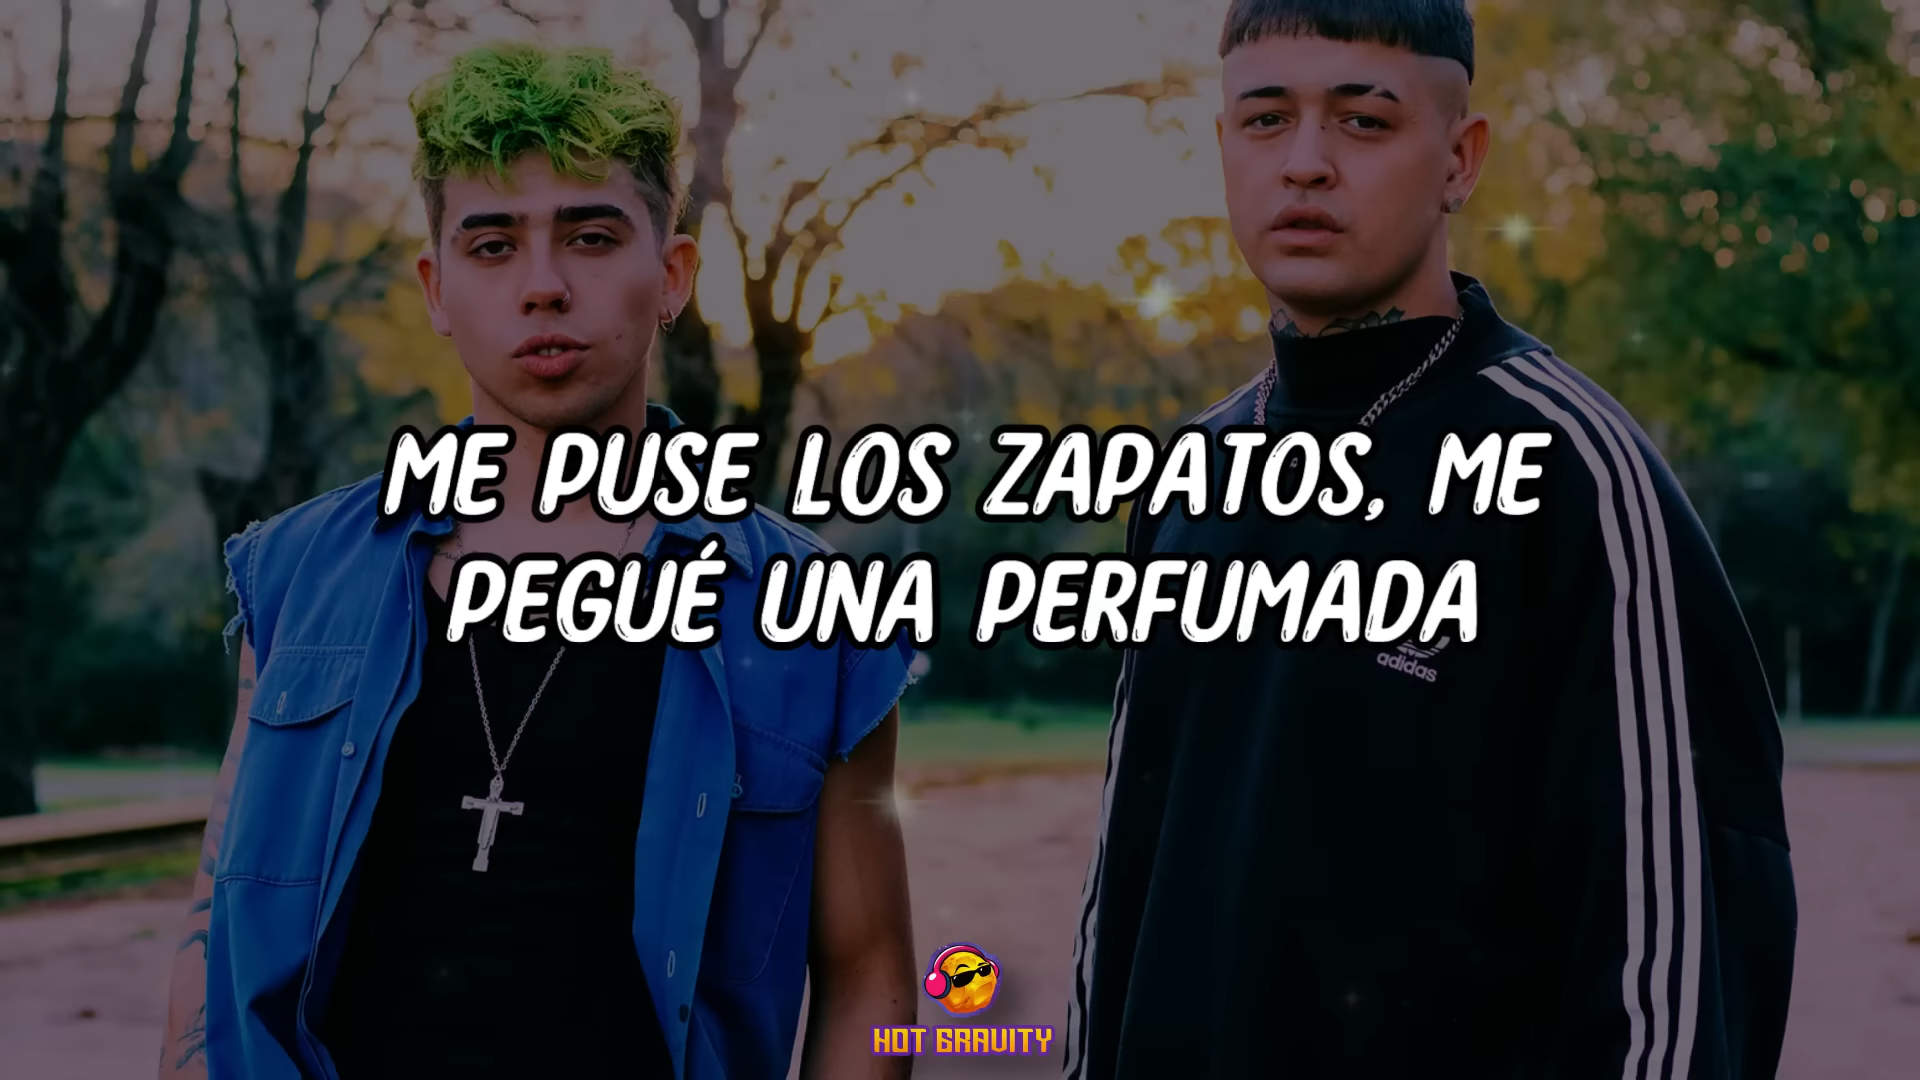 ME PUSE LOS ZAPATOS, ME
PEGUÉ UNA PERFUMADA
adidas
HOT GRAVITY